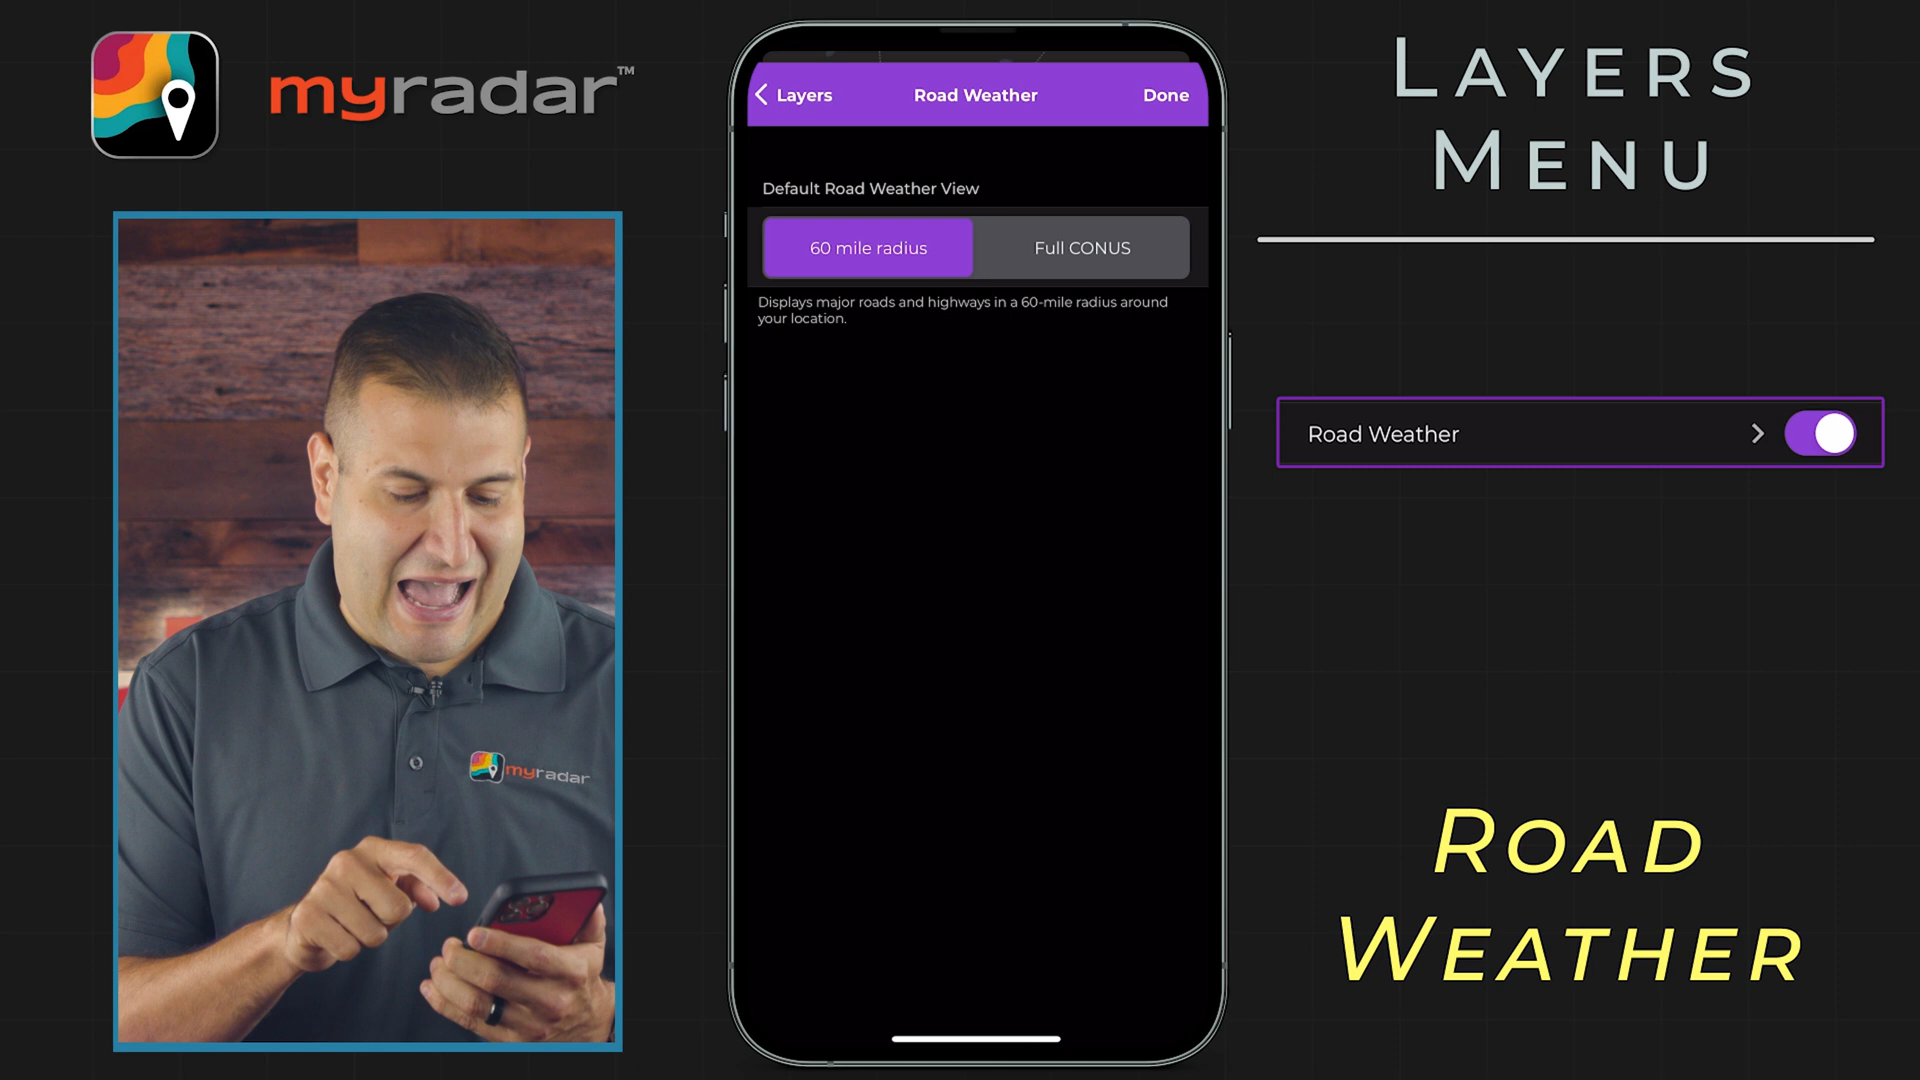 myradar™
Layers
Road Weather
Done
Default Road Weather View
60 mile radius
Full CONUS
Displays major roads and highways in a 60-mile radius around
your location.
myradar
LAYERS
MENU
Road Weather
ROAD
WEATHER